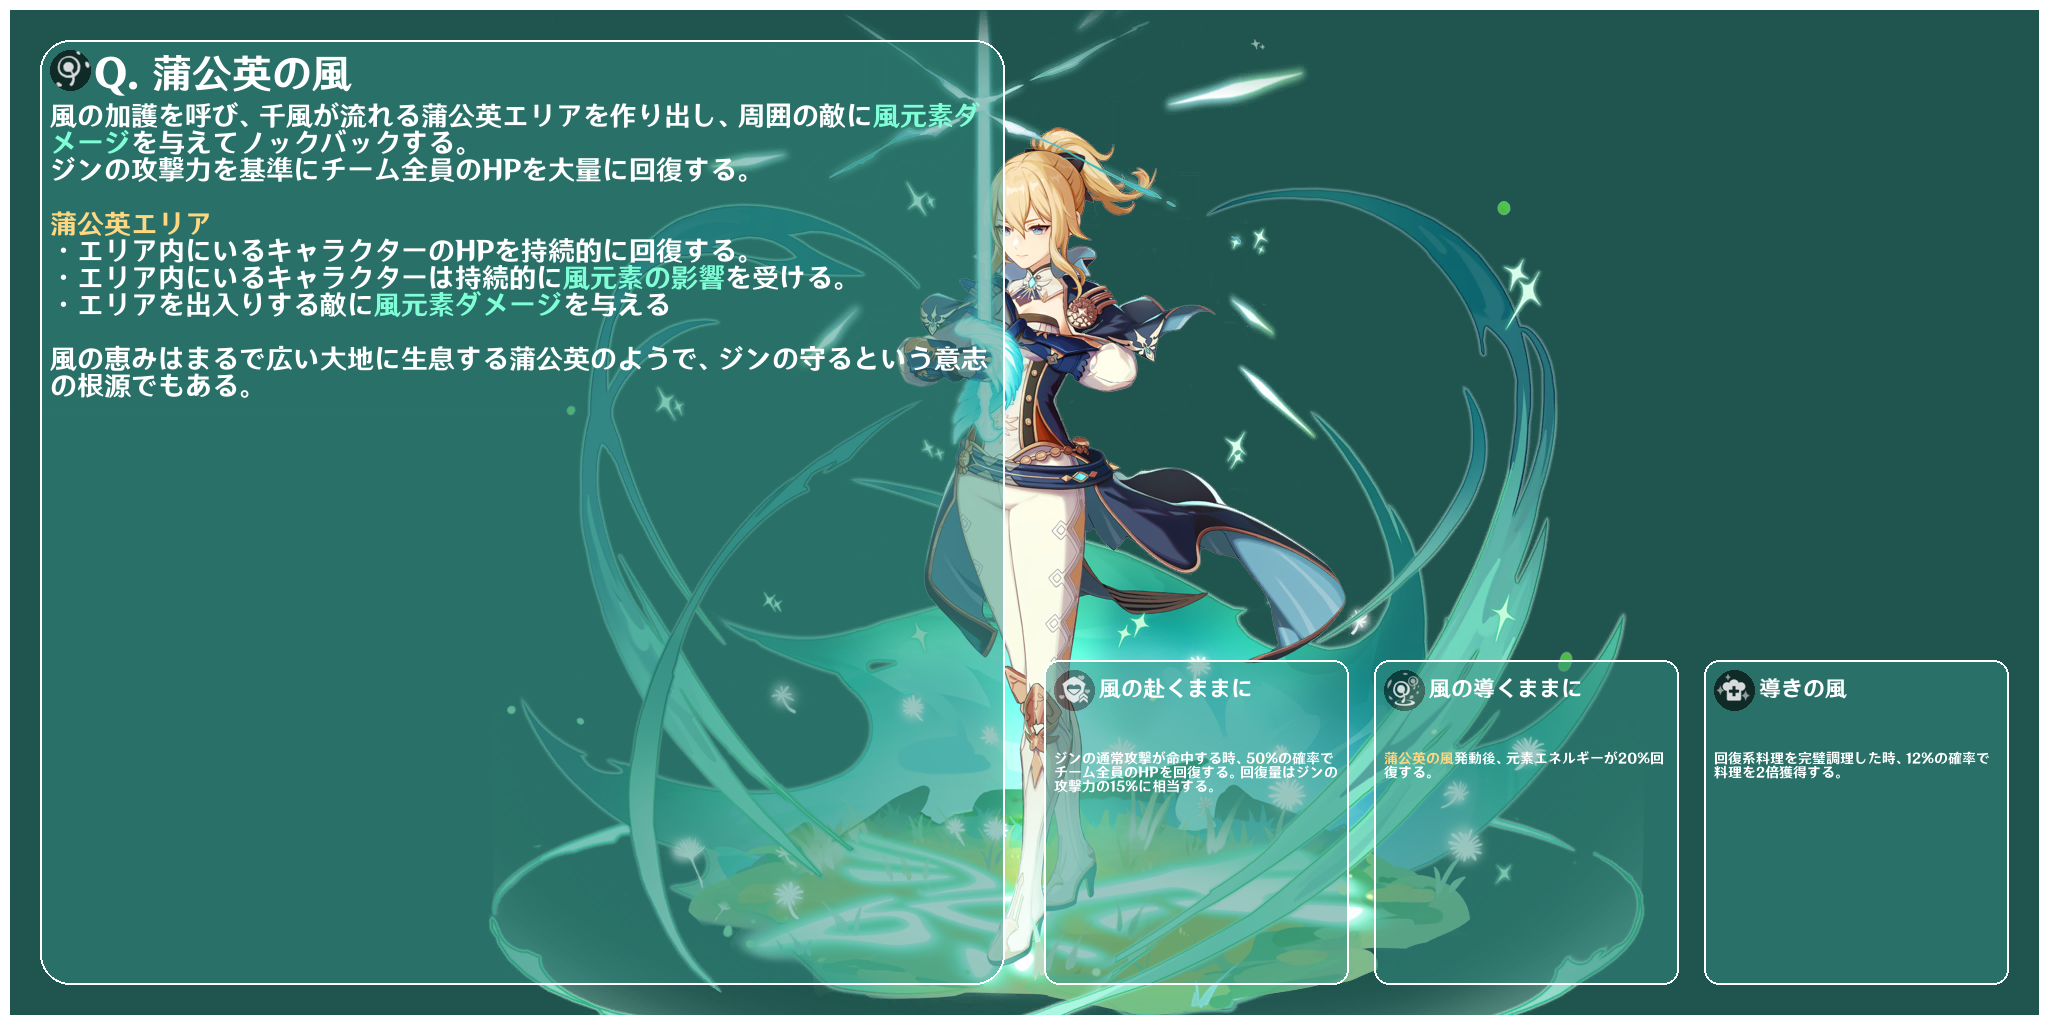 Q. 蒲公英の風
風の加護を呼び、千風が流れる蒲公英エリアを作り出し、周囲の敵に風元素ダ
メージを与えてノックバックする。
ジンの攻撃力を基準にチーム全員のHPを大量に回復する。
蒲公英エリア
・エリア内にいるキャラクターのHPを持続的に回復する。
・エリア内にいるキャラクターは持続的に風元素の影響を受ける。
・エリアを出入りする敵に風元素ダメージを与える
風の恵みはまるで広い大地に生息する蒲公英のようで、ジンの守るという意志
の根源でもある。
風の赴くままに
ジンの通常攻撃が命中する時、50%の確率で
チーム全員のHPを回復する。回復量はジンの
攻撃力の15%に相当する。
風の導くままに
蒲公英の風発動後、元素エネルギーが20%回
復する。
導きの風
回復系料理を完璧調理した時、12%の確率で
料理を2倍獲得する。